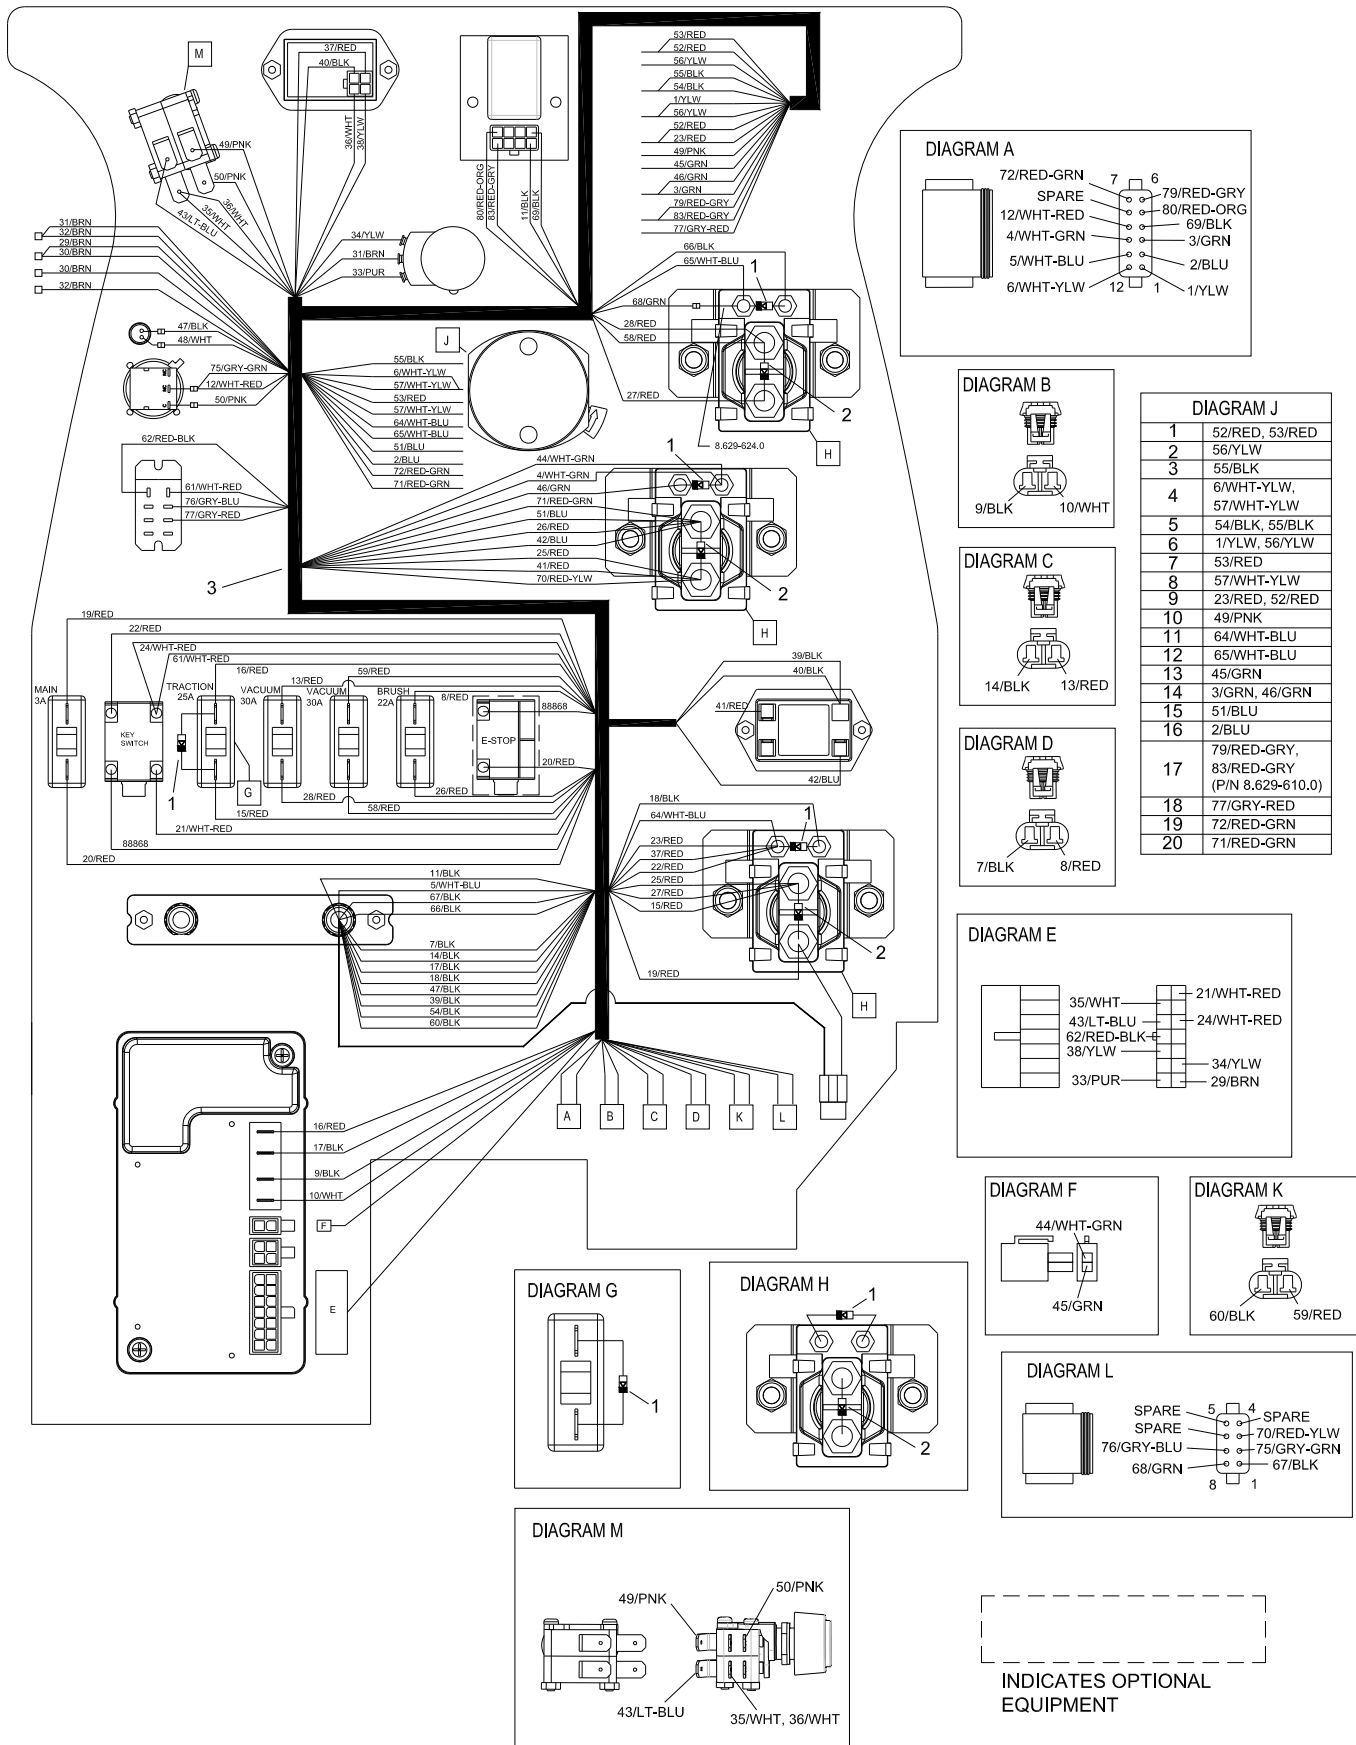 M
37/RED
40/BLK
36/WHT
38/YLW
49/PNK
50/PNK
36/WHT
35/WHT
43/LT-BLU
80/RED-ORG
83/RED-GRY
11/BLK
69/BLK
53/RED
52/RED
56/YLW
55/BLK
54/BLK
1/YLW
56/YLW
52/RED
23/RED
49/PNK
45/GRN
46/GRN
3/GRN
79/RED-GRY
83/RED-GRY
77/GRY-RED
31/BRN
32/BRN
29/BRN
30/BRN
30/BRN
32/BRN
34/YLW
31/BRN
33/PUR
47/BLK
48/WHT
75/GRY-GRN
12/WHT-RED
50/PNK
62/RED-BLK
61/WHT-RED
76/GRY-BLU
77/GRY-RED
3
J
55/BLK
6/WHT-YLW
57/WHT-YLW
53/RED
57/WHT-YLW
64/WHT-BLU
65/WHT-BLU
51/BLU
2/BLU
72/RED-GRN
71/RED-GRN
66/BLK
65/WHT-BLU
1
68/GRN
28/RED
58/RED
27/RED
2
8.629-624.0
H
44/WHT-GRN
4/WHT-GRN
46/GRN
71/RED-GRN
51/BLU
26/RED
42/BLU
25/RED
41/RED
70/RED-YLW
1
2
H
19/RED
22/RED
24/WHT-RED
61/WHT-RED
16/RED
13/RED
59/RED
8/RED
88868
MAIN
3A
KEY
SWITCH
TRACTION
25A
VACUUM
30A
VACUUM
30A
BRUSH
22A
E-STOP
1
G
20/RED
26/RED
28/RED
58/RED
15/RED
21/WHT-RED
88868
20/RED
39/BLK
40/BLK
41/RED
42/BLU
18/BLK
64/WHT-BLU
23/RED
37/RED
22/RED
25/RED
27/RED
15/RED
19/RED
1
2
H
11/BLK
5/WHT-BLU
67/BLK
66/BLK
7/BLK
14/BLK
17/BLK
18/BLK
47/BLK
39/BLK
54/BLK
60/BLK
A
B
C
D
K
L
16/RED
17/BLK
9/BLK
10/WHT
F
E
DIAGRAM A
72/RED-GRN
SPARE
12/WHT-RED
4/WHT-GRN
5/WHT-BLU
6/WHT-YLW
7
6
12
1
79/RED-GRY
80/RED-ORG
69/BLK
3/GRN
2/BLU
1/YLW
DIAGRAM B
9/BLK
10/WHT
DIAGRAM C
14/BLK
13/RED
DIAGRAM D
7/BLK
8/RED
DIAGRAM J
1 52/RED, 53/RED
2 56/YLW
3 55/BLK
4 6/WHT-YLW,
57/WHT-YLW
5 54/BLK, 55/BLK
6 1/YLW, 56/YLW
7 53/RED
8 57/WHT-YLW
9 23/RED, 52/RED
10 49/PNK
11 64/WHT-BLU
12 65/WHT-BLU
13 45/GRN
14 3/GRN, 46/GRN
15 51/BLU
16 2/BLU
17 79/RED-GRY,
83/RED-GRY
(P/N 8.629-610.0)
18 77/GRY-RED
19 72/RED-GRN
20 71/RED-GRN
DIAGRAM E
35/WHT
43/LT-BLU
62/RED-BLK
38/YLW
33/PUR
21/WHT-RED
24/WHT-RED
34/YLW
29/BRN
DIAGRAM F
44/WHT-GRN
45/GRN
DIAGRAM K
60/BLK
59/RED
DIAGRAM G
1
DIAGRAM H
1
2
DIAGRAM L
SPARE
SPARE
76/GRY-BLU
68/GRN
5
4
8
1
SPARE
70/RED-YLW
75/GRY-GRN
67/BLK
DIAGRAM M
49/PNK
50/PNK
43/LT-BLU
35/WHT, 36/WHT
INDICATES OPTIONAL
EQUIPMENT